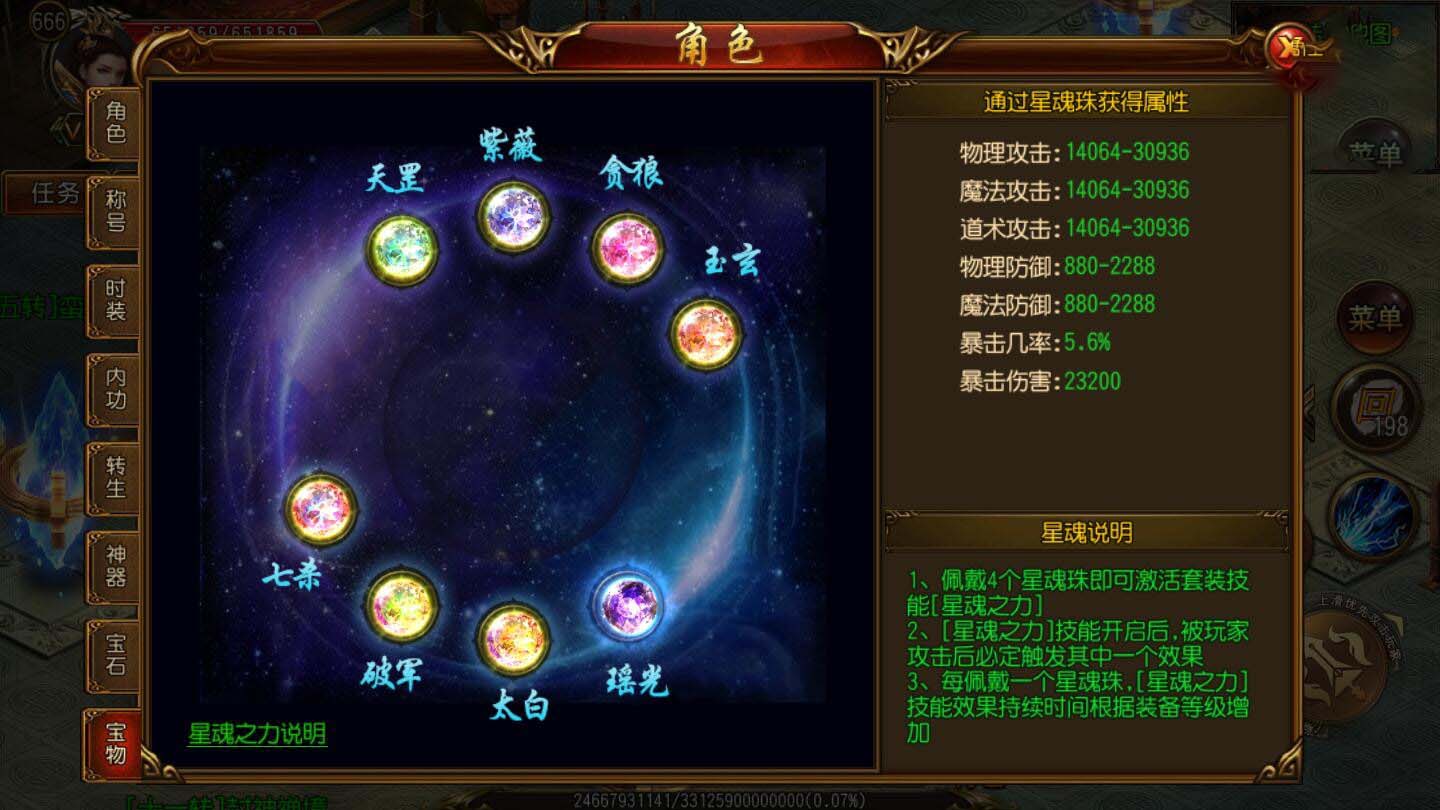 666
651859/651859
角色
地图
菜单
任务
角色
称号
时装
内功
转生
神器
宝石
宝物
天罡
紫薇
贪狼
玉玄
七杀
破军
太白
瑶光
星魂之力说明
通过星魂珠获得属性
物理攻击:14064-30936
魔法攻击:14064-30936
道术攻击:14064-30936
物理防御:880-2288
魔法防御:880-2288
暴击几率:5.6%
暴击伤害:23200
星魂说明
1、佩戴4个星魂珠即可激活套装技
能[星魂之力]
2、[星魂之力]技能开启后,被玩家
攻击后必定触发其中一个效果
3、每佩戴一个星魂珠,[星魂之力]
技能效果持续时间根据装备等级增
加
菜单
回
198
24667931141/33125900000000(0.07%)